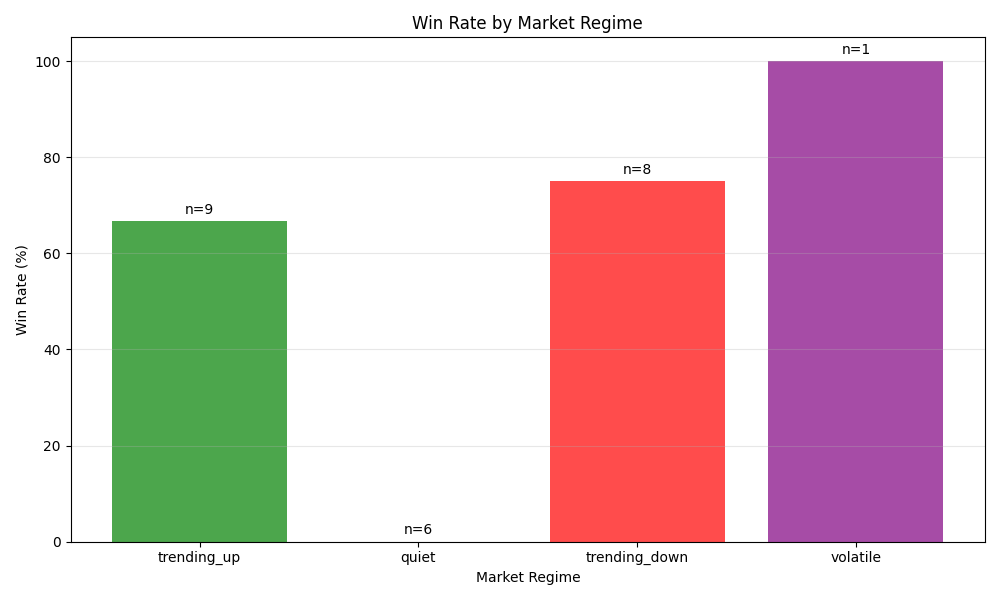 Win Rate by Market Regime
n=1
100
n=8
80
n=9
60
Win Rate (%)
40
20
n=6
0
trending_up
quiet
trending_down
volatile
Market Regime